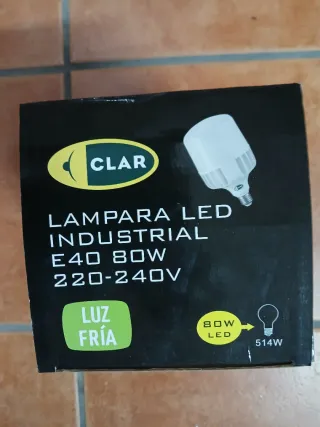 CLAR
LAMPARA LED
INDUSTRIAL
E40 80W
220-240V
LUZ
FRÍA
80W
LED
514W